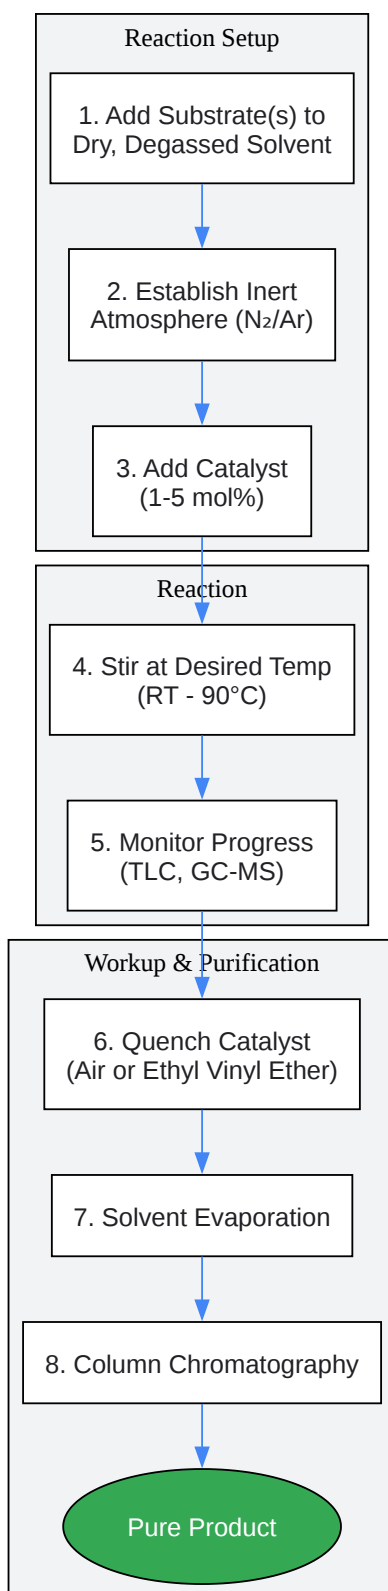 Reaction Setup
1. Add Substrate(s) to
Dry, Degassed Solvent
2. Establish Inert
Atmosphere (N₂/Ar)
3. Add Catalyst
(1-5 mol%)
Reaction
4. Stir at Desired Temp
(RT - 90°C)
5. Monitor Progress
(TLC, GC-MS)
Workup & Purification
6. Quench Catalyst
(Air or Ethyl Vinyl Ether)
7. Solvent Evaporation
8. Column Chromatography
Pure Product